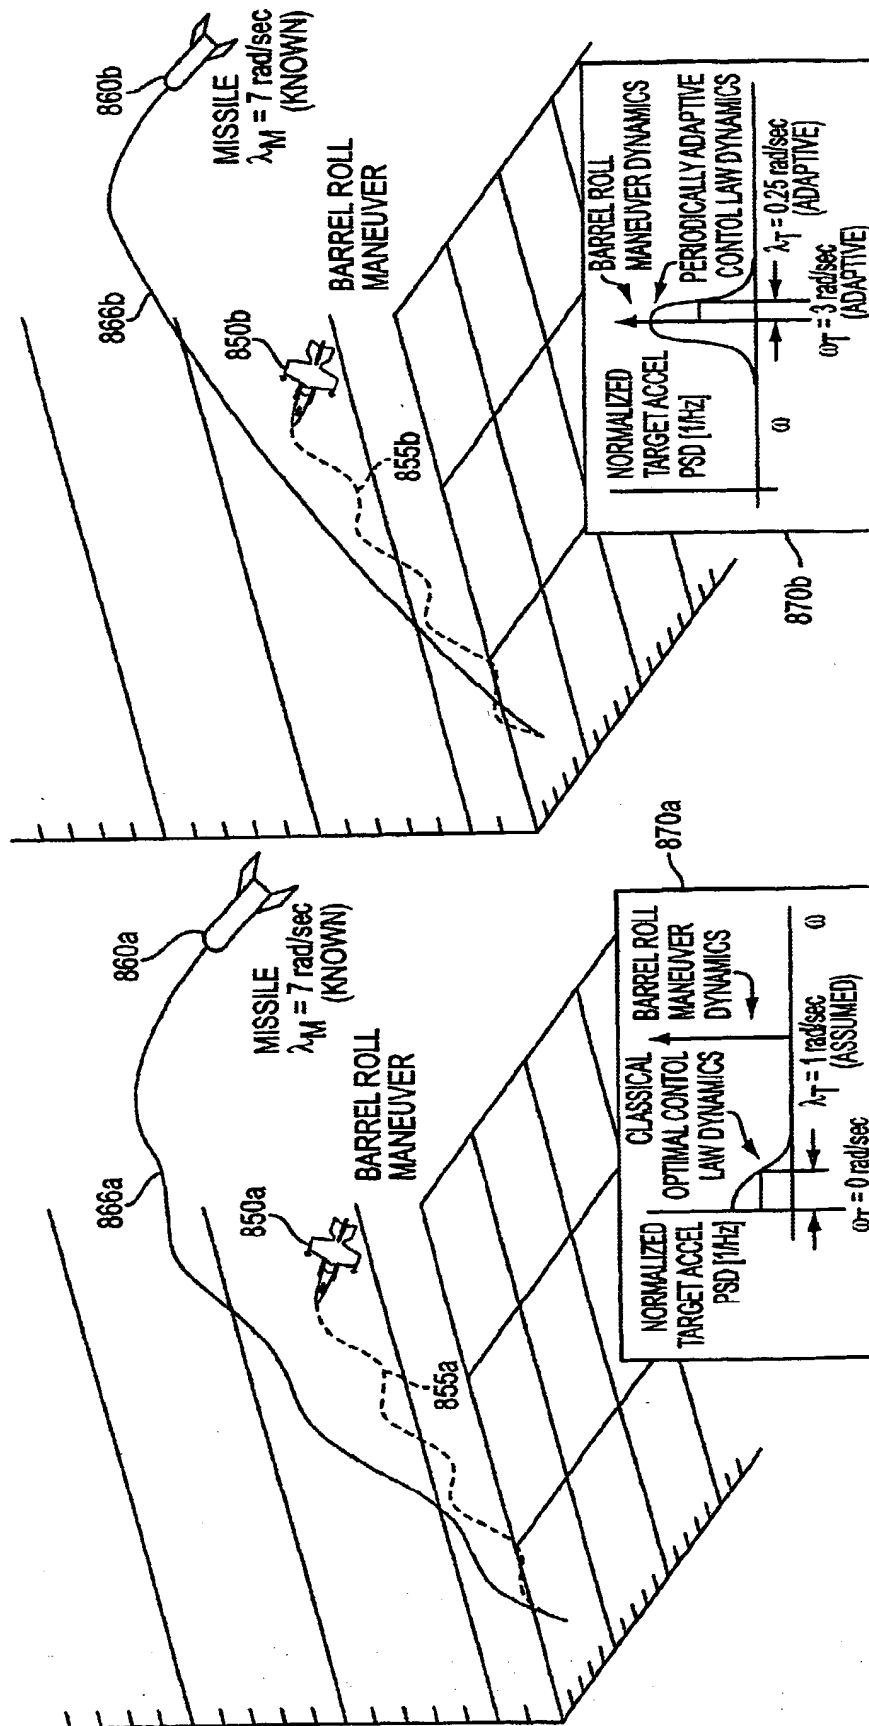 860a
MISSILE
λM = 7 rad/sec
(KNOWN)
866a
BARREL ROLL
MANEUVER
850a
855a
870a
NORMALIZED
TARGET ACCEL
PSD [1/Hz]
CLASSICAL
OPTIMAL CONTOL
LAW DYNAMICS
BARREL ROLL
MANEUVER
DYNAMICS
ω
λT = 1 rad/sec
(ASSUMED)
ωT = 0 rad/sec
860b
MISSILE
λM = 7 rad/sec
(KNOWN)
866b
BARREL ROLL
MANEUVER
850b
855b
870b
NORMALIZED
TARGET ACCEL
PSD [1/Hz]
BARREL ROLL
MANEUVER DYNAMICS
PERIODICALLY ADAPTIVE
CONTOL LAW DYNAMICS
ω
λT = 0.25 rad/sec
(ADAPTIVE)
ωT = 3 rad/sec
(ADAPTIVE)